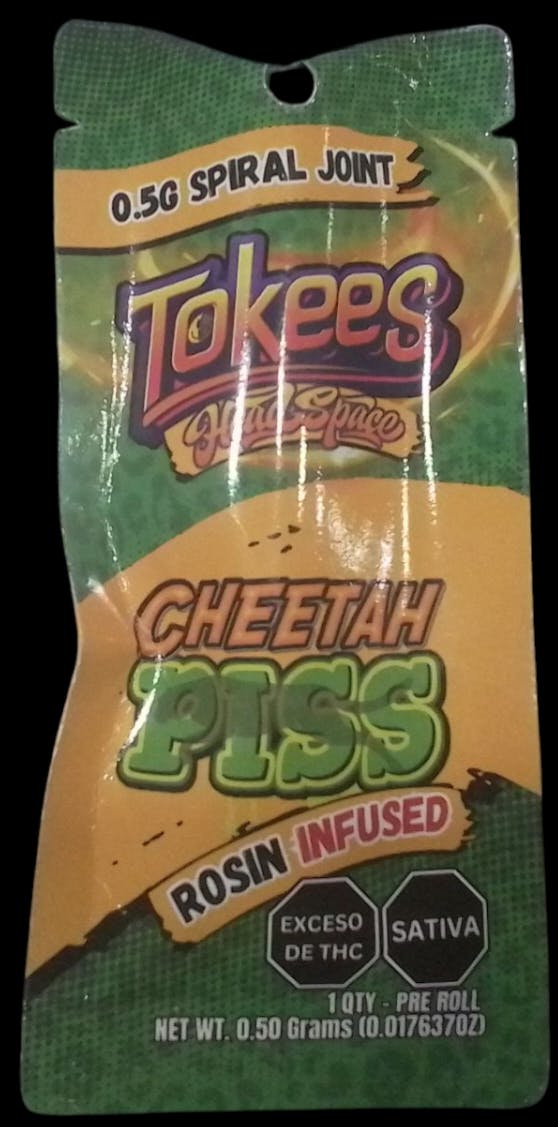 0.5G SPIRAL JOINT
Tokees
Head Space
CHEETAH
PISS
ROSIN INFUSED
EXCESO
DE THC
SATIVA
1 QTY - PRE ROLL
NET WT. 0.50 Grams (0.017637OZ)